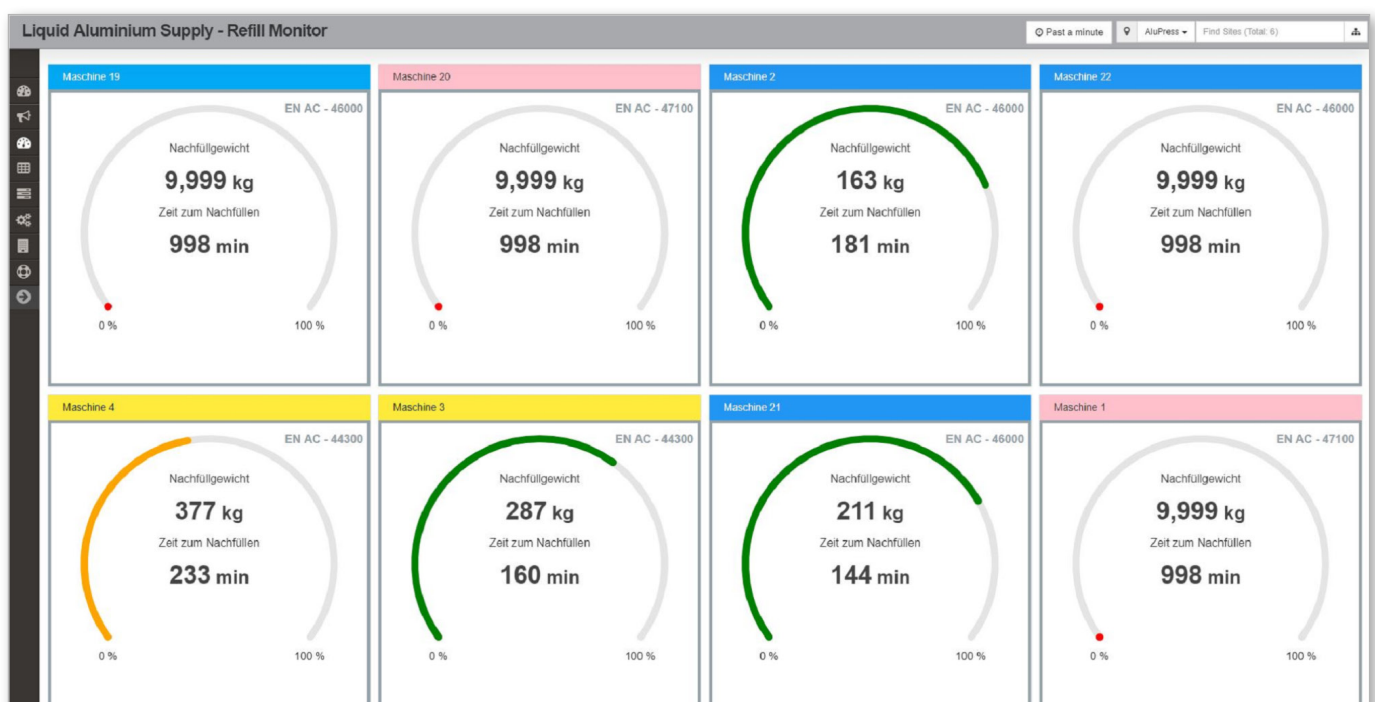 Liquid Aluminium Supply - Refill Monitor
Past a minute
AluPress
Find Sites (Total: 6)
Maschine 19
EN AC - 46000
Nachfüllgewicht
9,999 kg
Zeit zum Nachfüllen
998 min
0 %
100 %
Maschine 20
EN AC - 47100
Nachfüllgewicht
9,999 kg
Zeit zum Nachfüllen
998 min
0 %
100 %
Maschine 2
EN AC - 46000
Nachfüllgewicht
163 kg
Zeit zum Nachfüllen
181 min
0 %
100 %
Maschine 22
EN AC - 46000
Nachfüllgewicht
9,999 kg
Zeit zum Nachfüllen
998 min
0 %
100 %
Maschine 4
EN AC - 44300
Nachfüllgewicht
377 kg
Zeit zum Nachfüllen
233 min
0 %
100 %
Maschine 3
EN AC - 44300
Nachfüllgewicht
287 kg
Zeit zum Nachfüllen
160 min
0 %
100 %
Maschine 21
EN AC - 46000
Nachfüllgewicht
211 kg
Zeit zum Nachfüllen
144 min
0 %
100 %
Maschine 1
EN AC - 47100
Nachfüllgewicht
9,999 kg
Zeit zum Nachfüllen
998 min
0 %
100 %